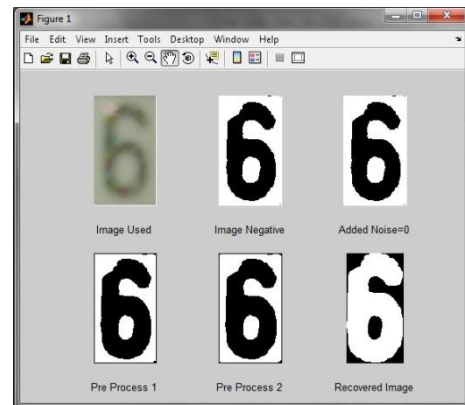 Figure 1
File Edit View Insert Tools Desktop Window Help
6 6 6
Image Used Image Negative Added Noise=0
6 6 6
Pre Process 1 Pre Process 2 Recovered Image